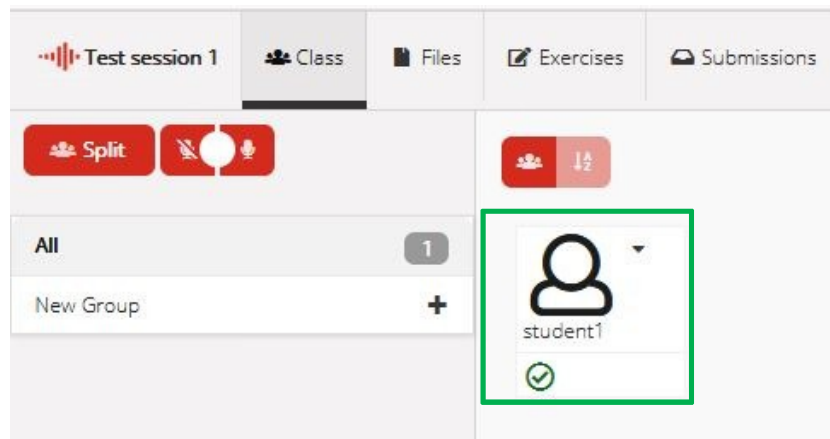 Test session 1
Class
Files
Exercises
Submissions
Split
All
1
New Group
+
student1